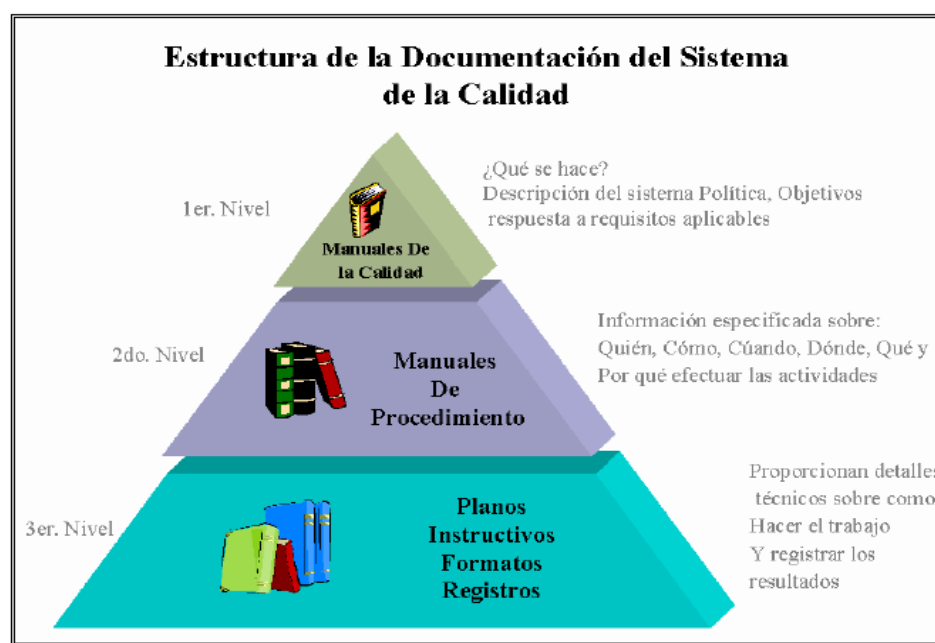 Estructura de la Documentación del Sistema
de la Calidad
1er. Nivel
Manuales De
la Calidad
¿Qué se hace?
Descripción del sistema Política, Objetivos
respuesta a requisitos aplicables
2do. Nivel
Manuales
De
Procedimiento
Información especificada sobre:
Quién, Cómo, Cúando, Dónde, Qué y
Por qué efectuar las actividades
3er. Nivel
Planos
Instructivos
Formatos
Registros
Proporcionan detalles
técnicos sobre como
Hacer el trabajo
Y registrar los
resultados